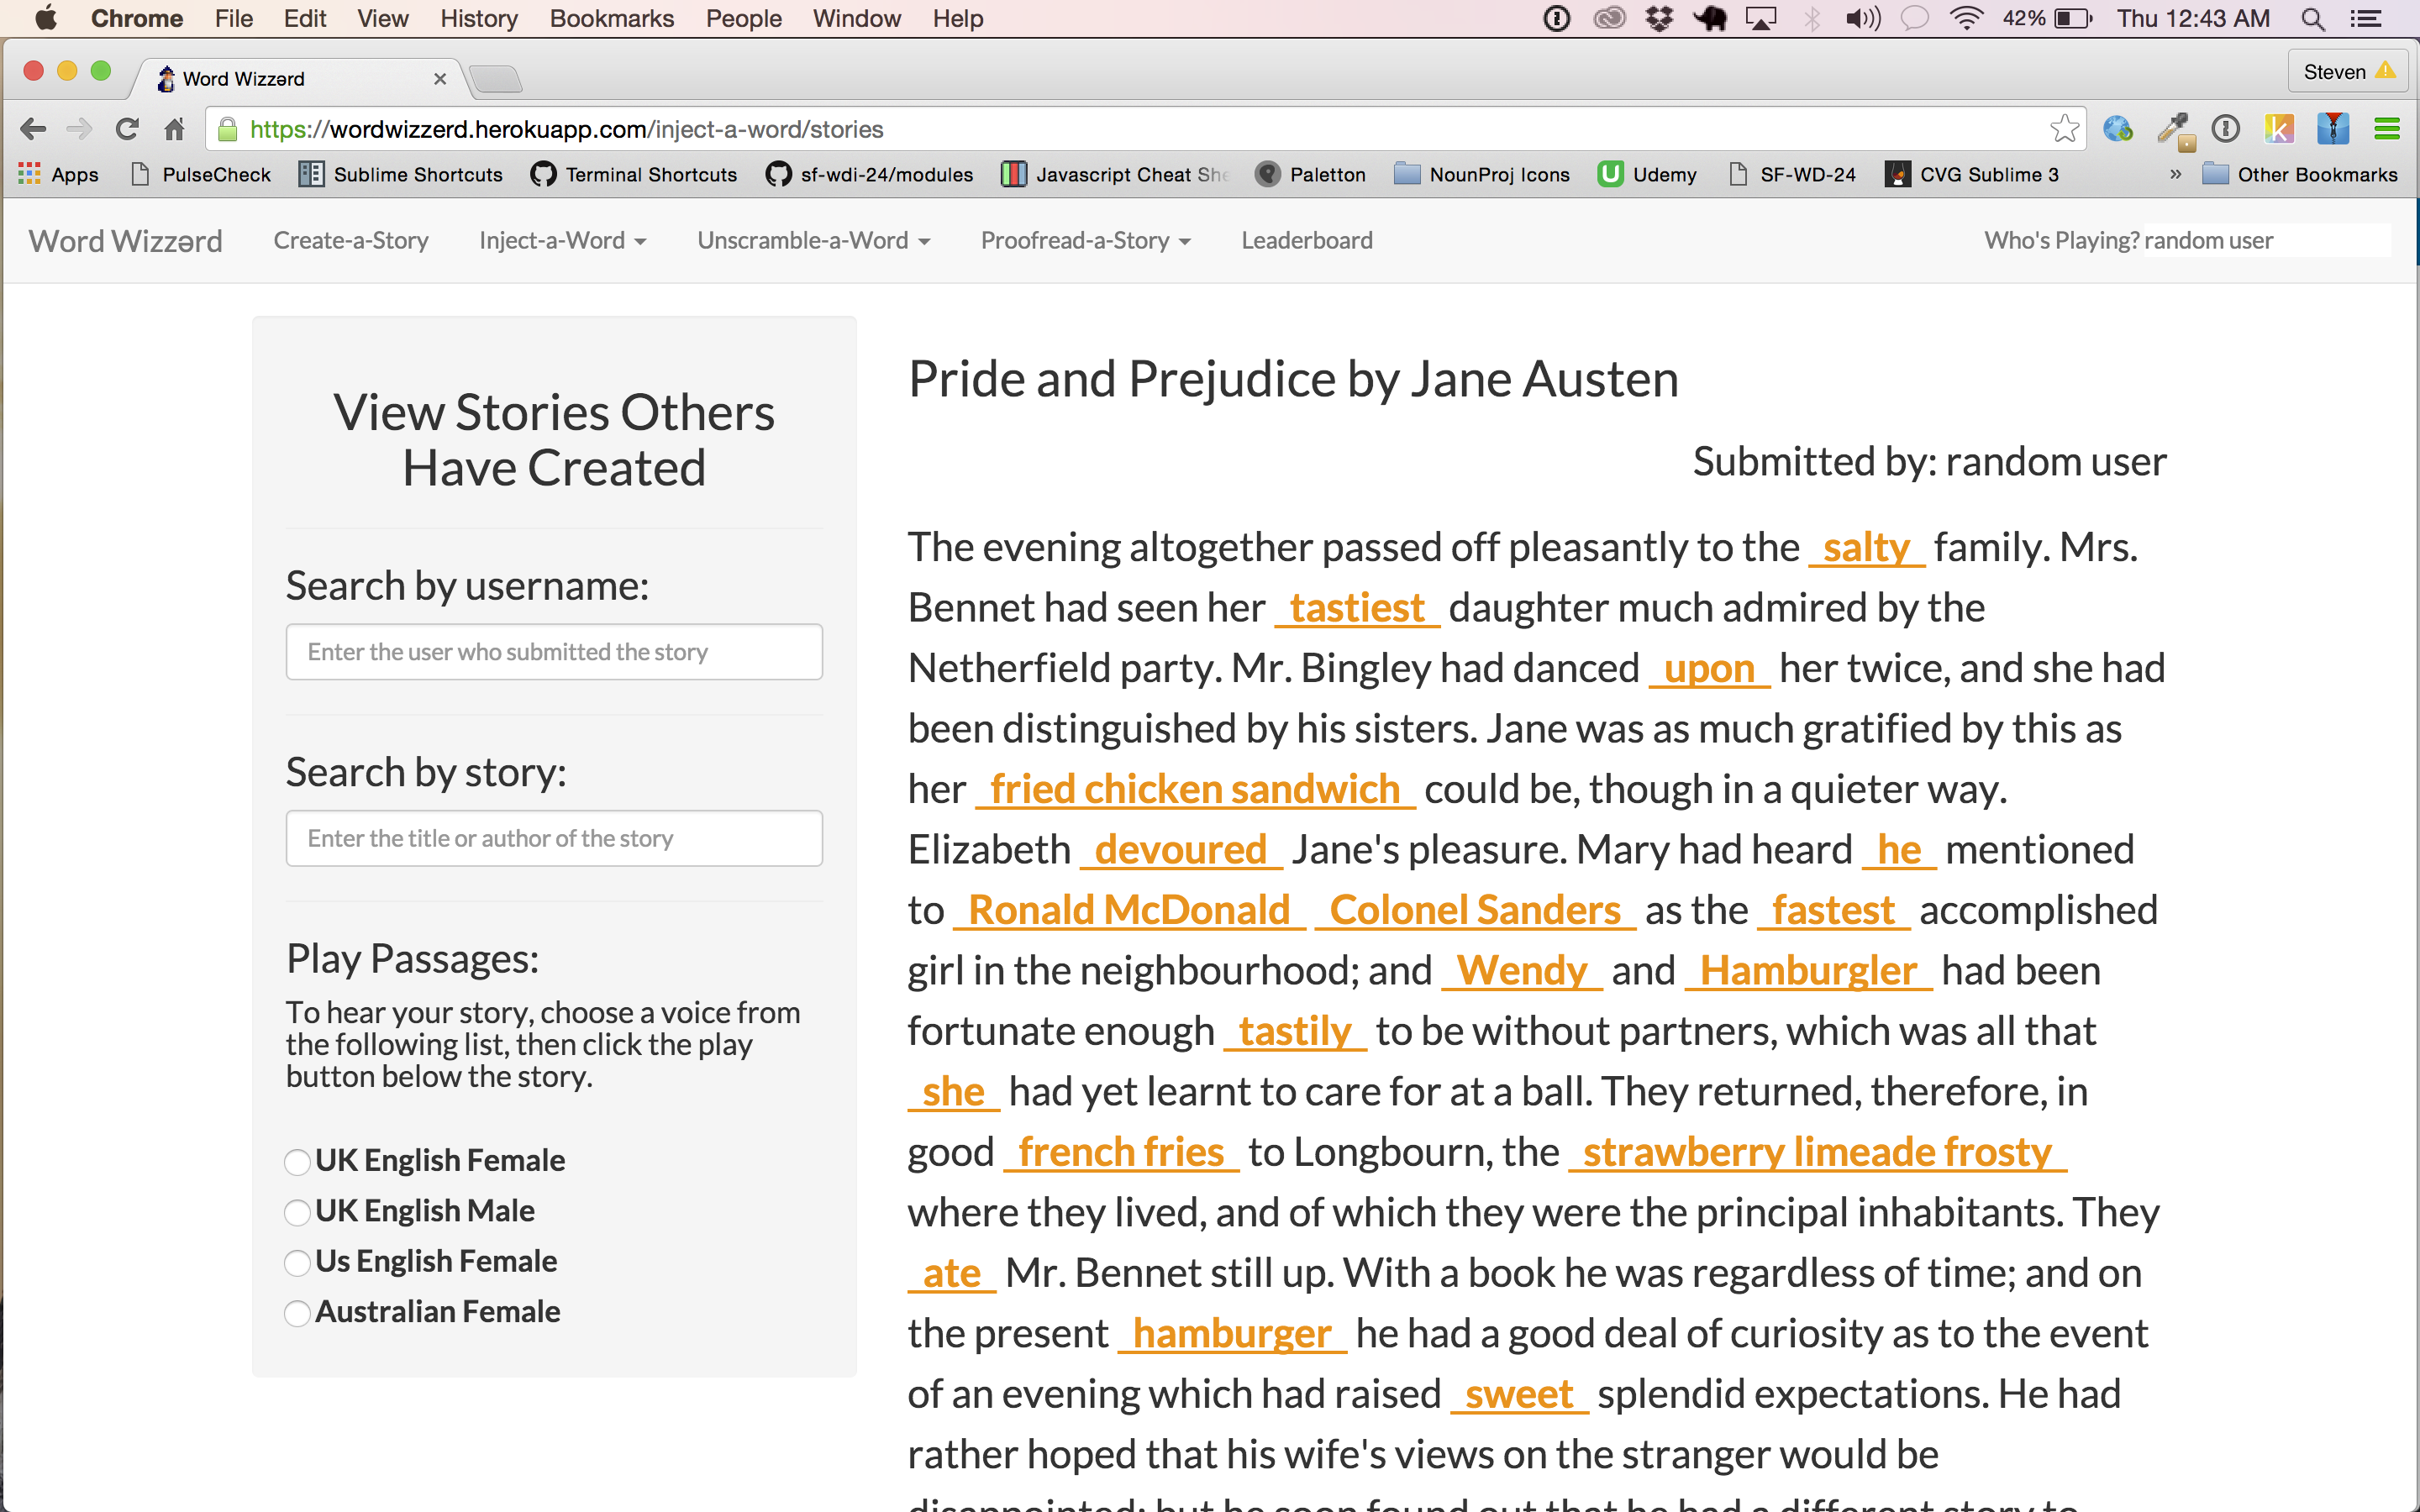 Chrome File Edit View History Bookmarks People Window Help 42% Thu 12:43 AM
Word Wizzərd Steven
https://wordwizzerd.herokuapp.com/inject-a-word/stories
Apps PulseCheck Sublime Shortcuts Terminal Shortcuts sf-wdi-24/modules Javascript Cheat She Paletton NounProj Icons Udemy SF-WD-24 CVG Sublime 3 » Other Bookmarks
Word Wizzərd Create-a-Story Inject-a-Word Unscramble-a-Word Proofread-a-Story Leaderboard Who's Playing? random user
View Stories Others
Have Created
Search by username:
Enter the user who submitted the story
Search by story:
Enter the title or author of the story
Play Passages:
To hear your story, choose a voice from
the following list, then click the play
button below the story.
UK English Female
UK English Male
Us English Female
Australian Female
Pride and Prejudice by Jane Austen
Submitted by: random user
The evening altogether passed off pleasantly to the salty family. Mrs.
Bennet had seen her tastiest daughter much admired by the
Netherfield party. Mr. Bingley had danced upon her twice, and she had
been distinguished by his sisters. Jane was as much gratified by this as
her fried chicken sandwich could be, though in a quieter way.
Elizabeth devoured Jane's pleasure. Mary had heard he mentioned
to Ronald McDonald Colonel Sanders as the fastest accomplished
girl in the neighbourhood; and Wendy and Hamburgler had been
fortunate enough tastily to be without partners, which was all that
she had yet learnt to care for at a ball. They returned, therefore, in
good french fries to Longbourn, the strawberry limeade frosty
where they lived, and of which they were the principal inhabitants. They
ate Mr. Bennet still up. With a book he was regardless of time; and on
the present hamburger he had a good deal of curiosity as to the event
of an evening which had raised sweet splendid expectations. He had
rather hoped that his wife's views on the stranger would be
disappointed; but he soon found out that he had a different story to